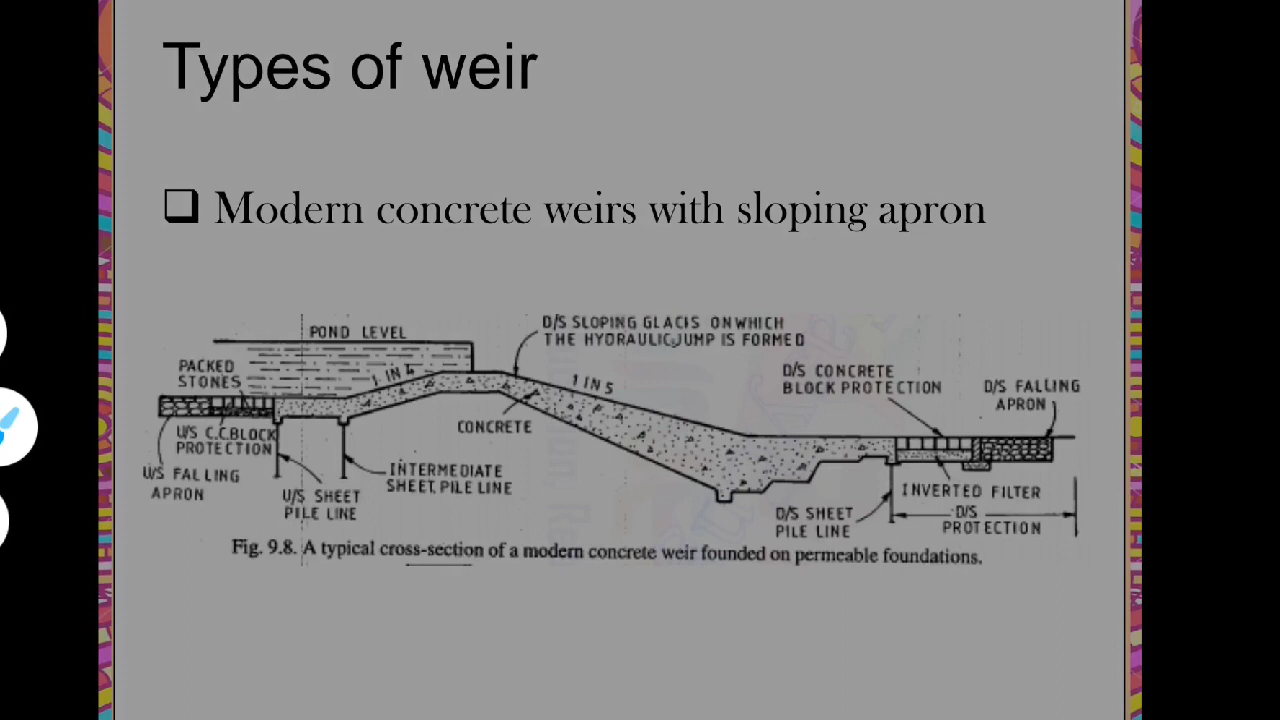 Types of weir
❑ Modern concrete weirs with sloping apron
POND LEVEL
D/S SLOPING GLACIS ON WHICH
THE HYDRAULIC JUMP IS FORMED
PACKED
STONES
1 IN 4
1 IN 5
D/S CONCRETE
BLOCK PROTECTION
D/S FALLING
APRON
U/S C.C.BLOCK
PROTECTION
CONCRETE
U/S FALLING
APRON
U/S SHEET
PILE LINE
INTERMEDIATE
SHEET PILE LINE
D/S SHEET
PILE LINE
INVERTED FILTER
D/S
PROTECTION
Fig. 9.8. A typical cross-section of a modern concrete weir founded on permeable foundations.